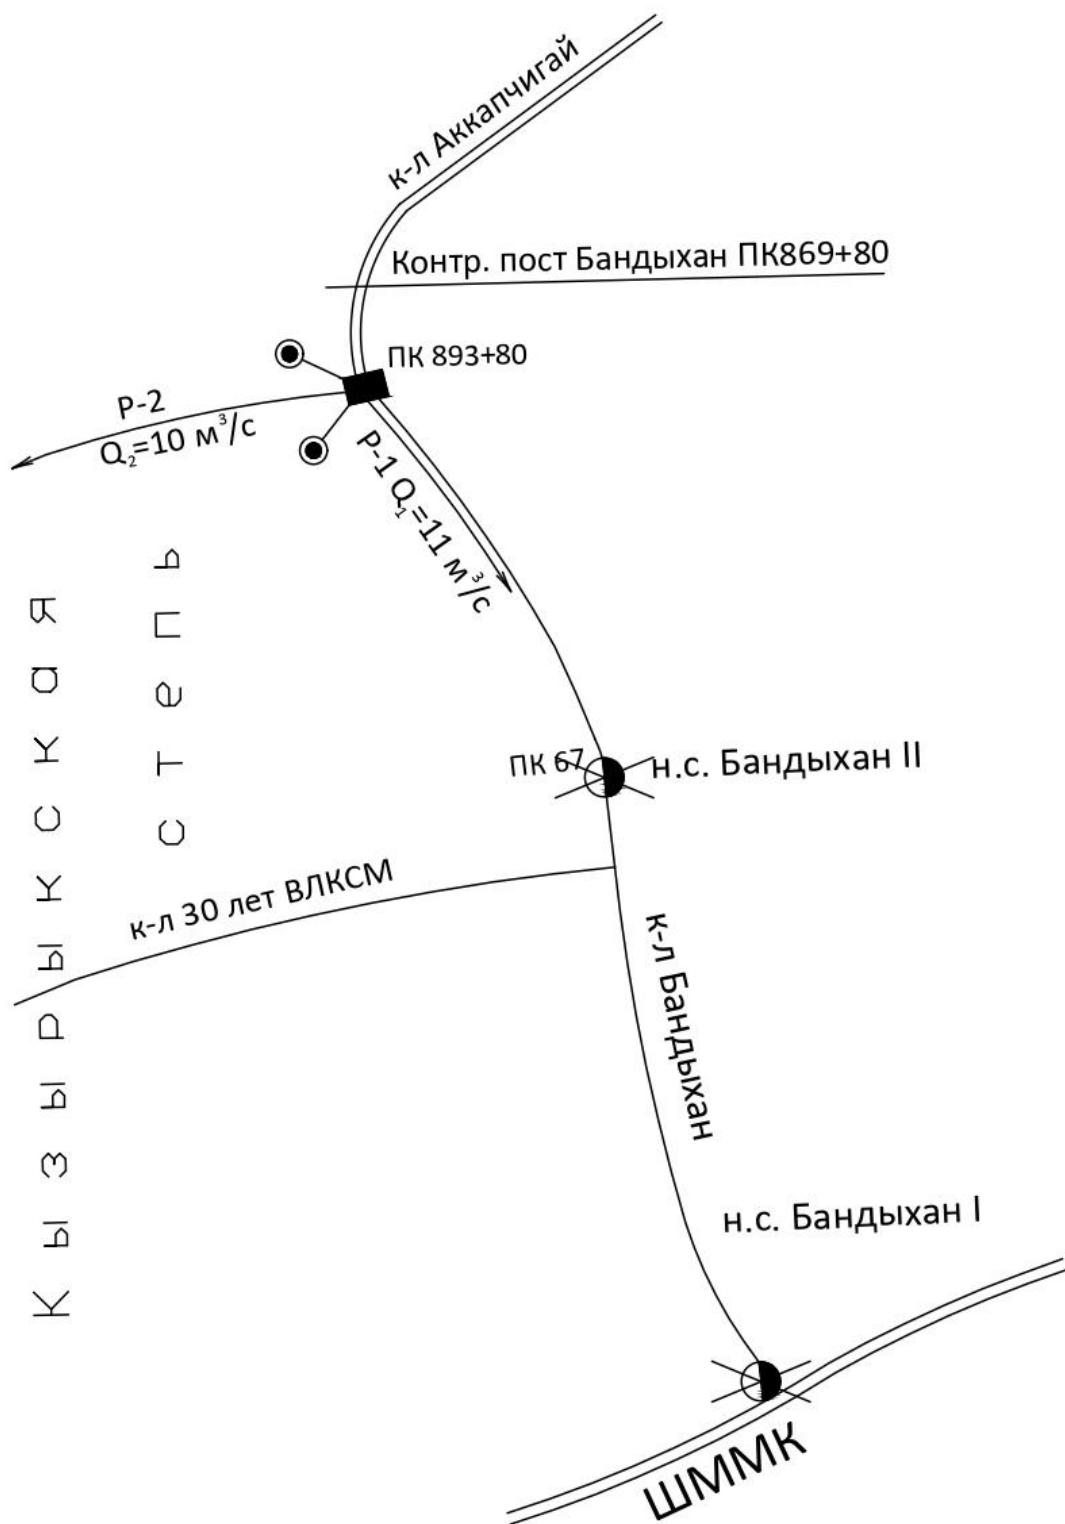 к-л Аккапчигай
Контр. пост Бандыхан ПК869+80
ПК 893+80
Р-2
Q₂=10 м³/с
Р-1 Q₁=11 м³/с
Кызырыкская
степь
ПК 67
н.с. Бандыхан II
к-л 30 лет ВЛКСМ
к-л Бандыхан
н.с. Бандыхан I
ШММК